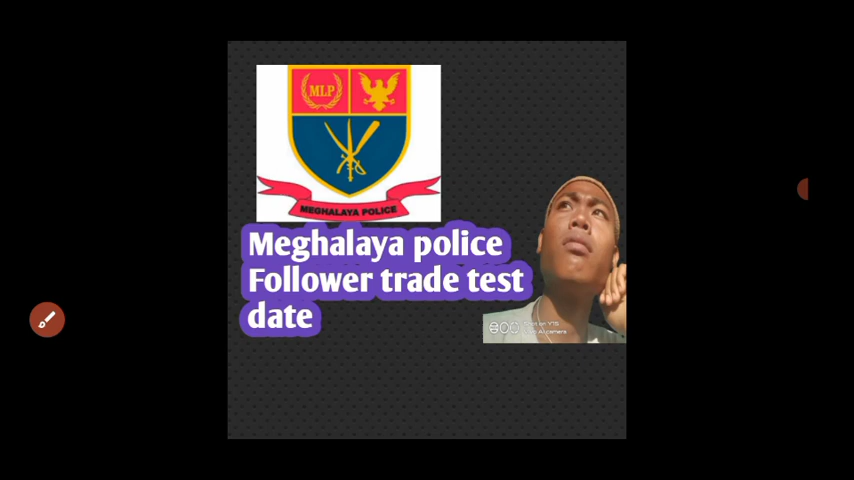 MLP
MEGHALAYA POLICE
Meghalaya police
Follower trade test
date